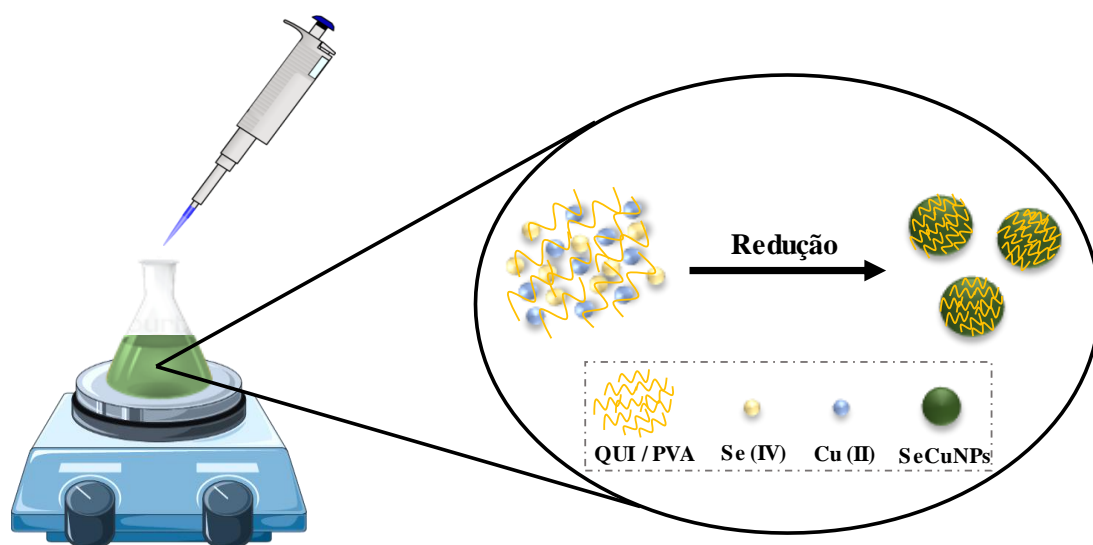 Redução
QUI / PVA
Se (IV)
Cu (II)
SeCuNPs